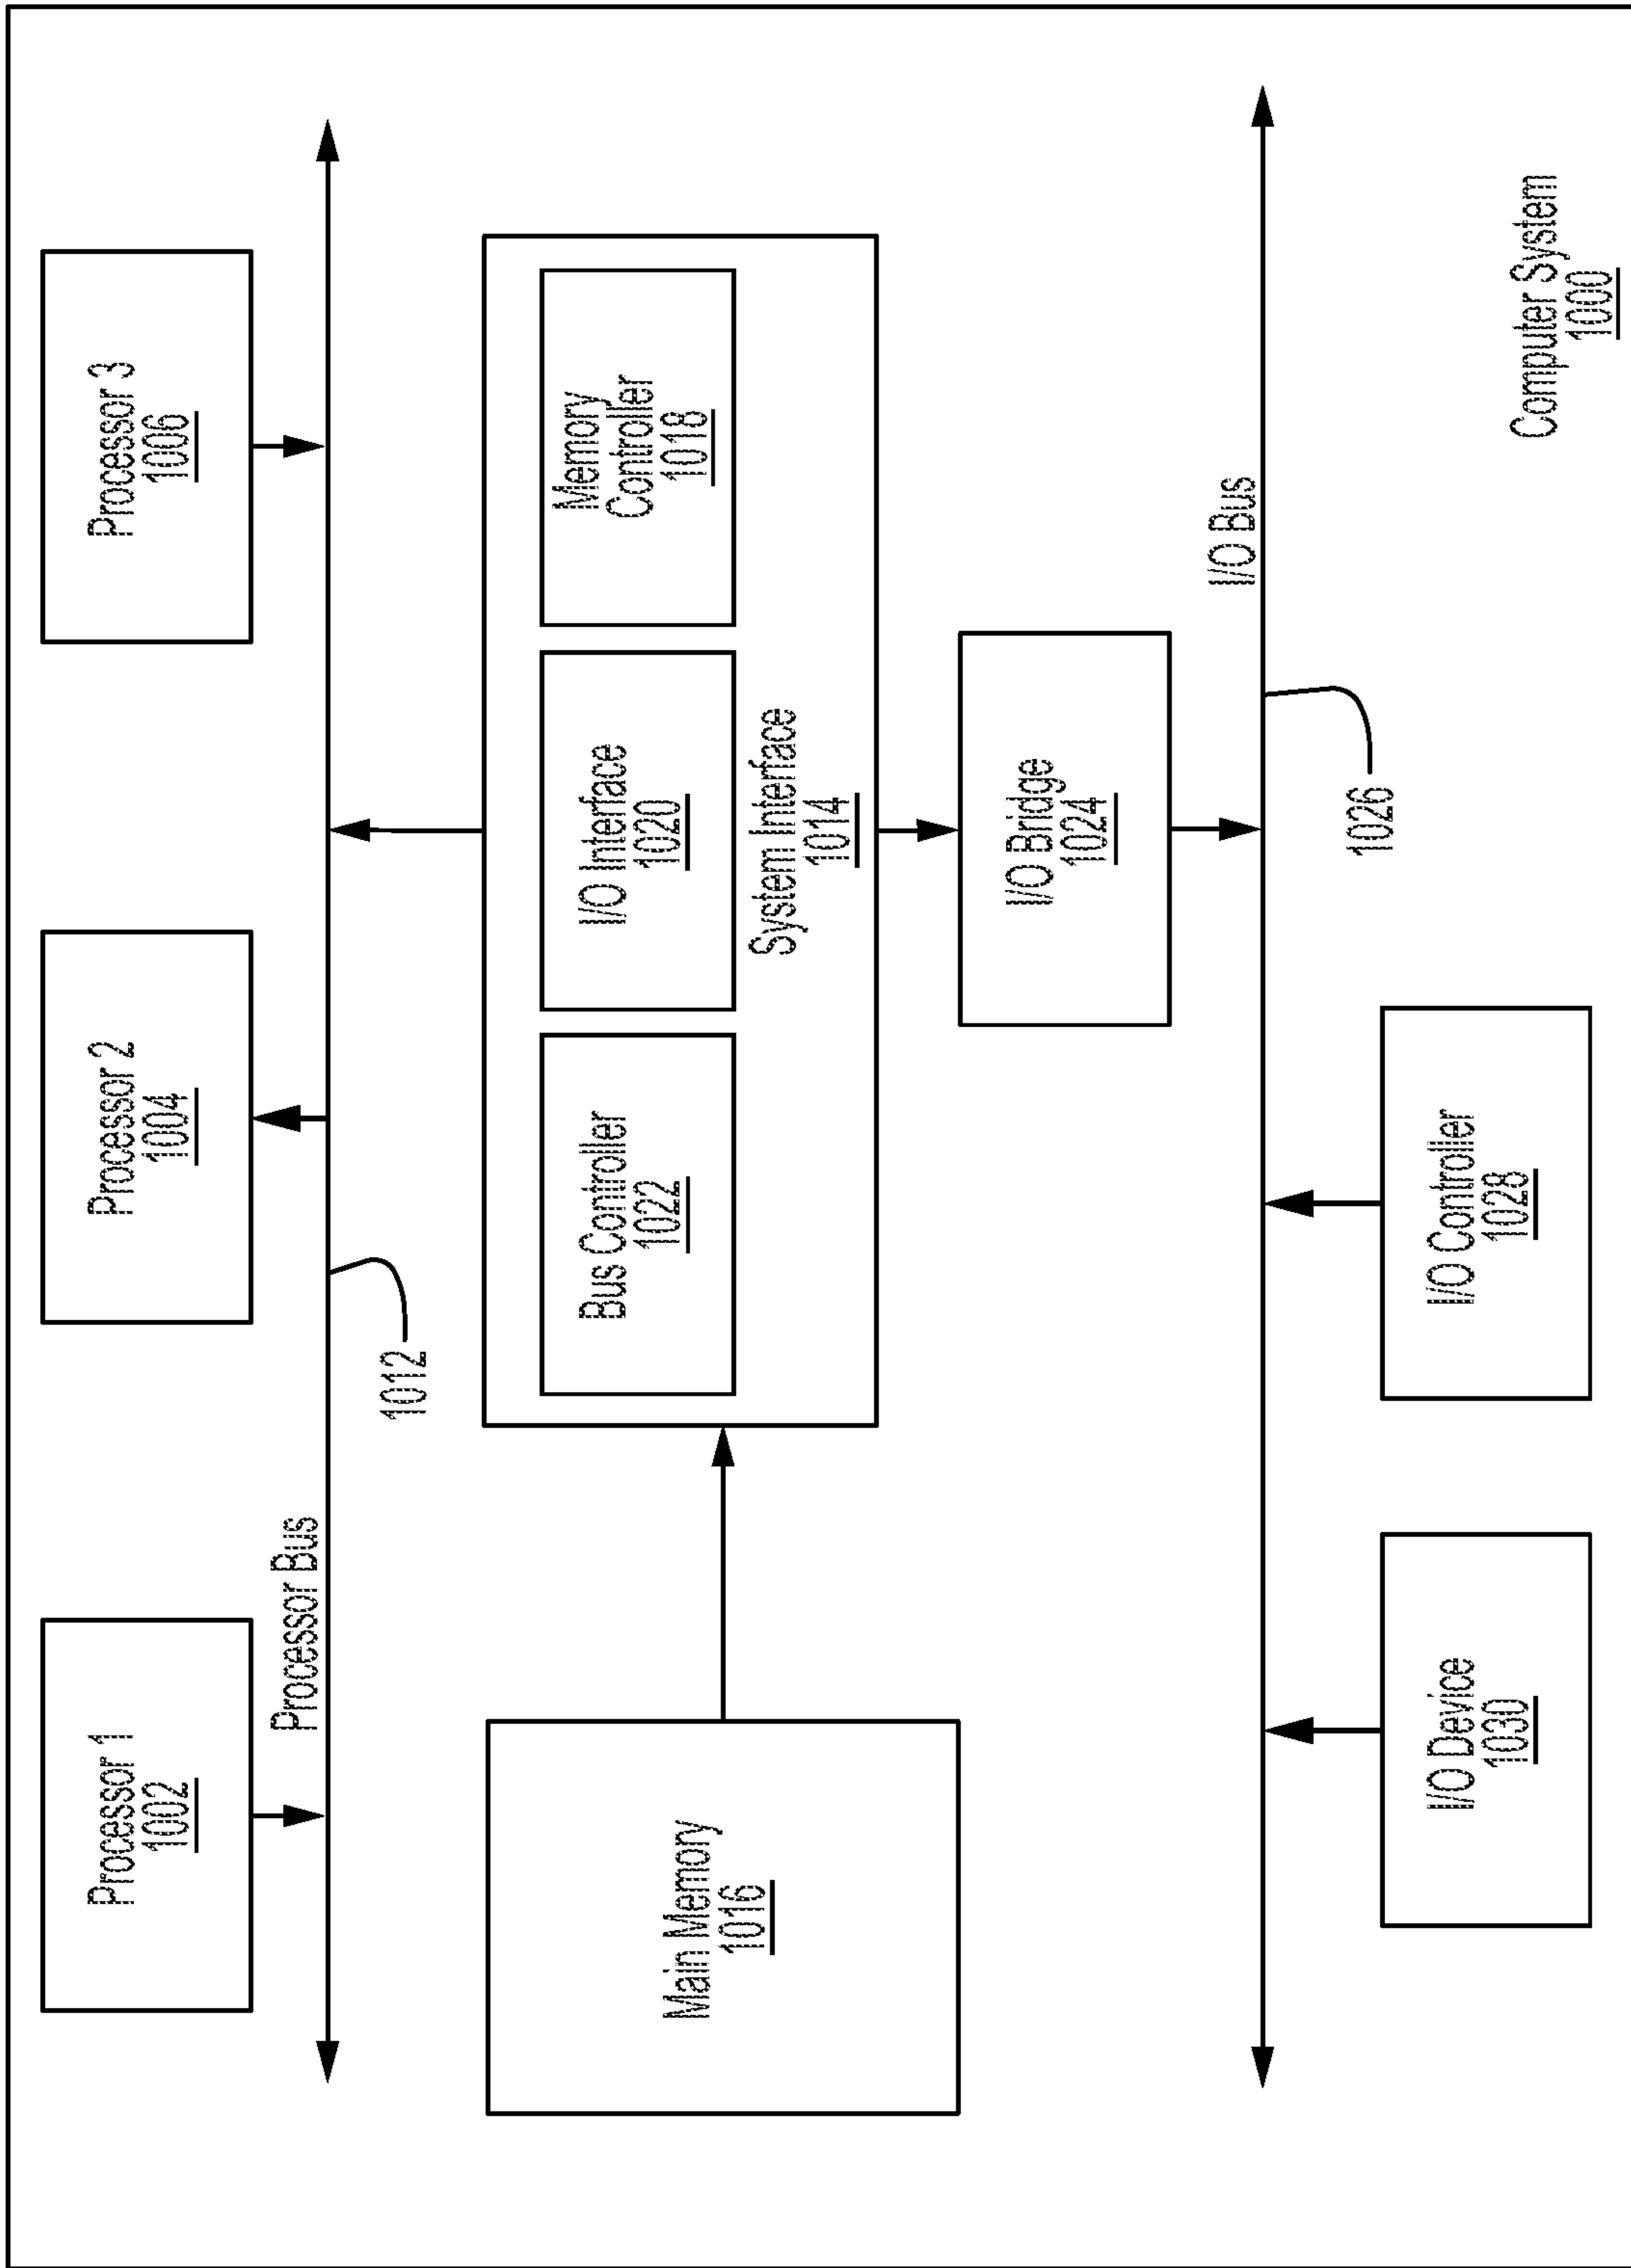 Processor 1
1002
Processor 2
1004
Processor 3
1006
Processor Bus
1012
Main Memory
1016
Bus Controller
1022
I/O Interface
1020
Memory
Controller
1018
System Interface
1014
I/O Bridge
1024
I/O Bus
1026
I/O Device
1030
I/O Controller
1028
Computer System
1000